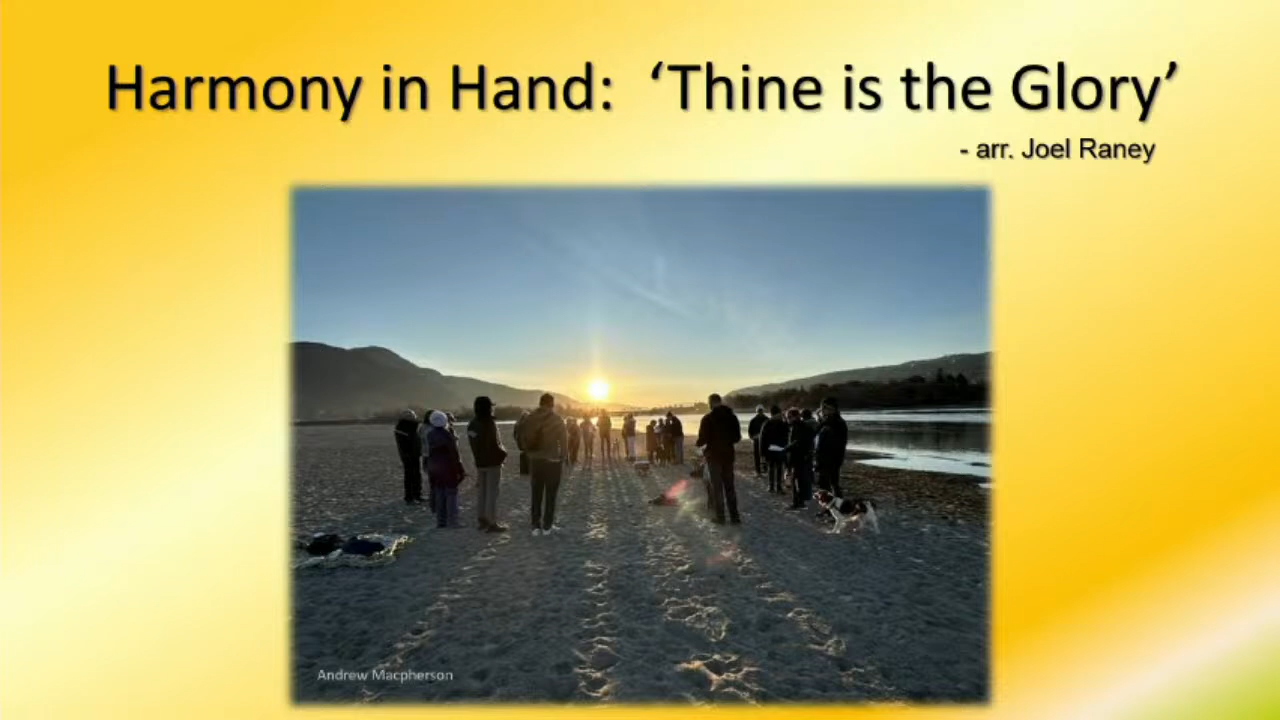 Harmony in Hand: ‘Thine is the Glory’
- arr. Joel Raney
Andrew Macpherson